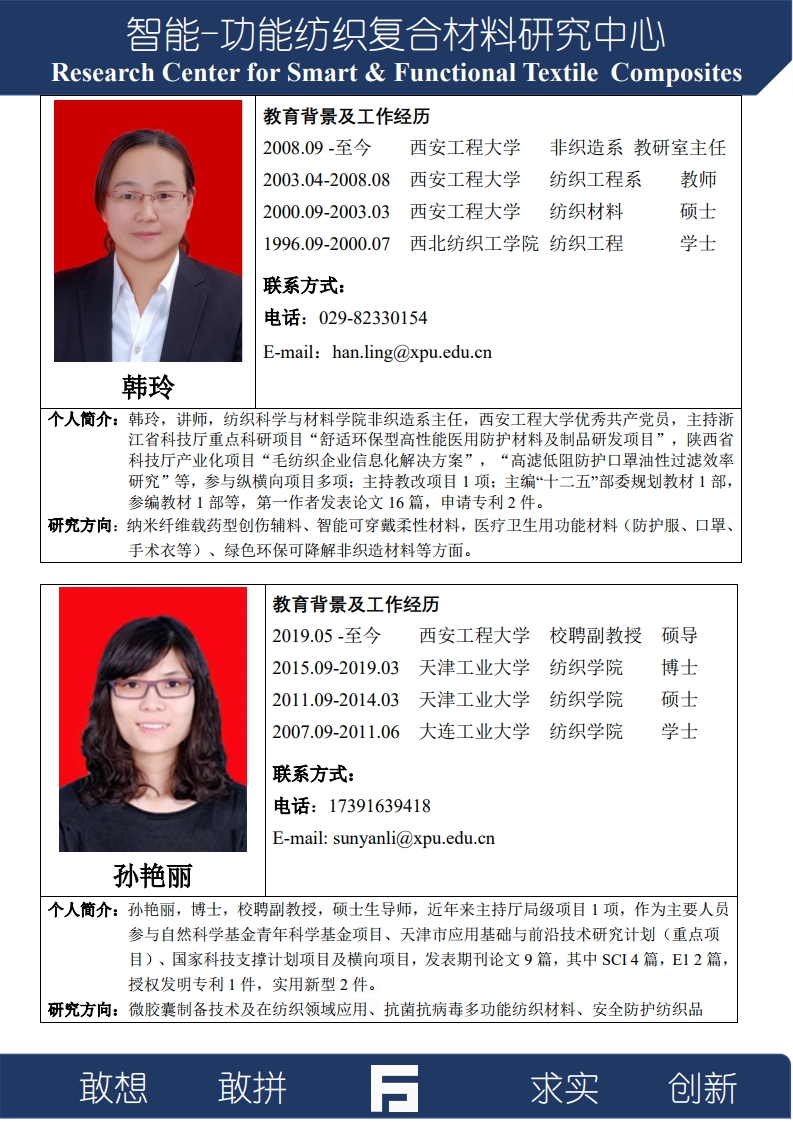 智能-功能纺织复合材料研究中心
Research Center for Smart & Functional Textile Composites
教育背景及工作经历
2008.09 -至今 西安工程大学 非织造系 教研室主任
2003.04-2008.08 西安工程大学 纺织工程系 教师
2000.09-2003.03 西安工程大学 纺织材料 硕士
1996.09-2000.07 西北纺织工学院 纺织工程 学士
联系方式：
电话：029-82330154
E-mail：han.ling@xpu.edu.cn
韩玲
个人简介：韩玲，讲师，纺织科学与材料学院非织造系主任，西安工程大学优秀共产党员，主持浙
江省科技厅重点科研项目“舒适环保型高性能医用防护材料及制品研发项目”，陕西省
科技厅产业化项目“毛纺织企业信息化解决方案”，“高滤低阻防护口罩油性过滤效率
研究”等，参与纵横向项目多项；主持教改项目 1 项；主编“十二五”部委规划教材 1 部，
参编教材 1 部等，第一作者发表论文 16 篇，申请专利 2 件。
研究方向：纳米纤维载药型创伤辅料、智能可穿戴柔性材料，医疗卫生用功能材料（防护服、口罩、
手术衣等）、绿色环保可降解非织造材料等方面。
教育背景及工作经历
2019.05 -至今 西安工程大学 校聘副教授 硕导
2015.09-2019.03 天津工业大学 纺织学院 博士
2011.09-2014.03 天津工业大学 纺织学院 硕士
2007.09-2011.06 大连工业大学 纺织学院 学士
联系方式：
电话：17391639418
E-mail: sunyanli@xpu.edu.cn
孙艳丽
个人简介：孙艳丽，博士，校聘副教授，硕士生导师，近年来主持厅局级项目 1 项，作为主要人员
参与自然科学基金青年科学基金项目、天津市应用基础与前沿技术研究计划（重点项
目）、国家科技支撑计划项目及横向项目，发表期刊论文 9 篇，其中 SCI 4 篇，E1 2 篇，
授权发明专利 1 件，实用新型 2 件。
研究方向：微胶囊制备技术及在纺织领域应用、抗菌抗病毒多功能纺织材料、安全防护纺织品
敢想 敢拼 求实 创新